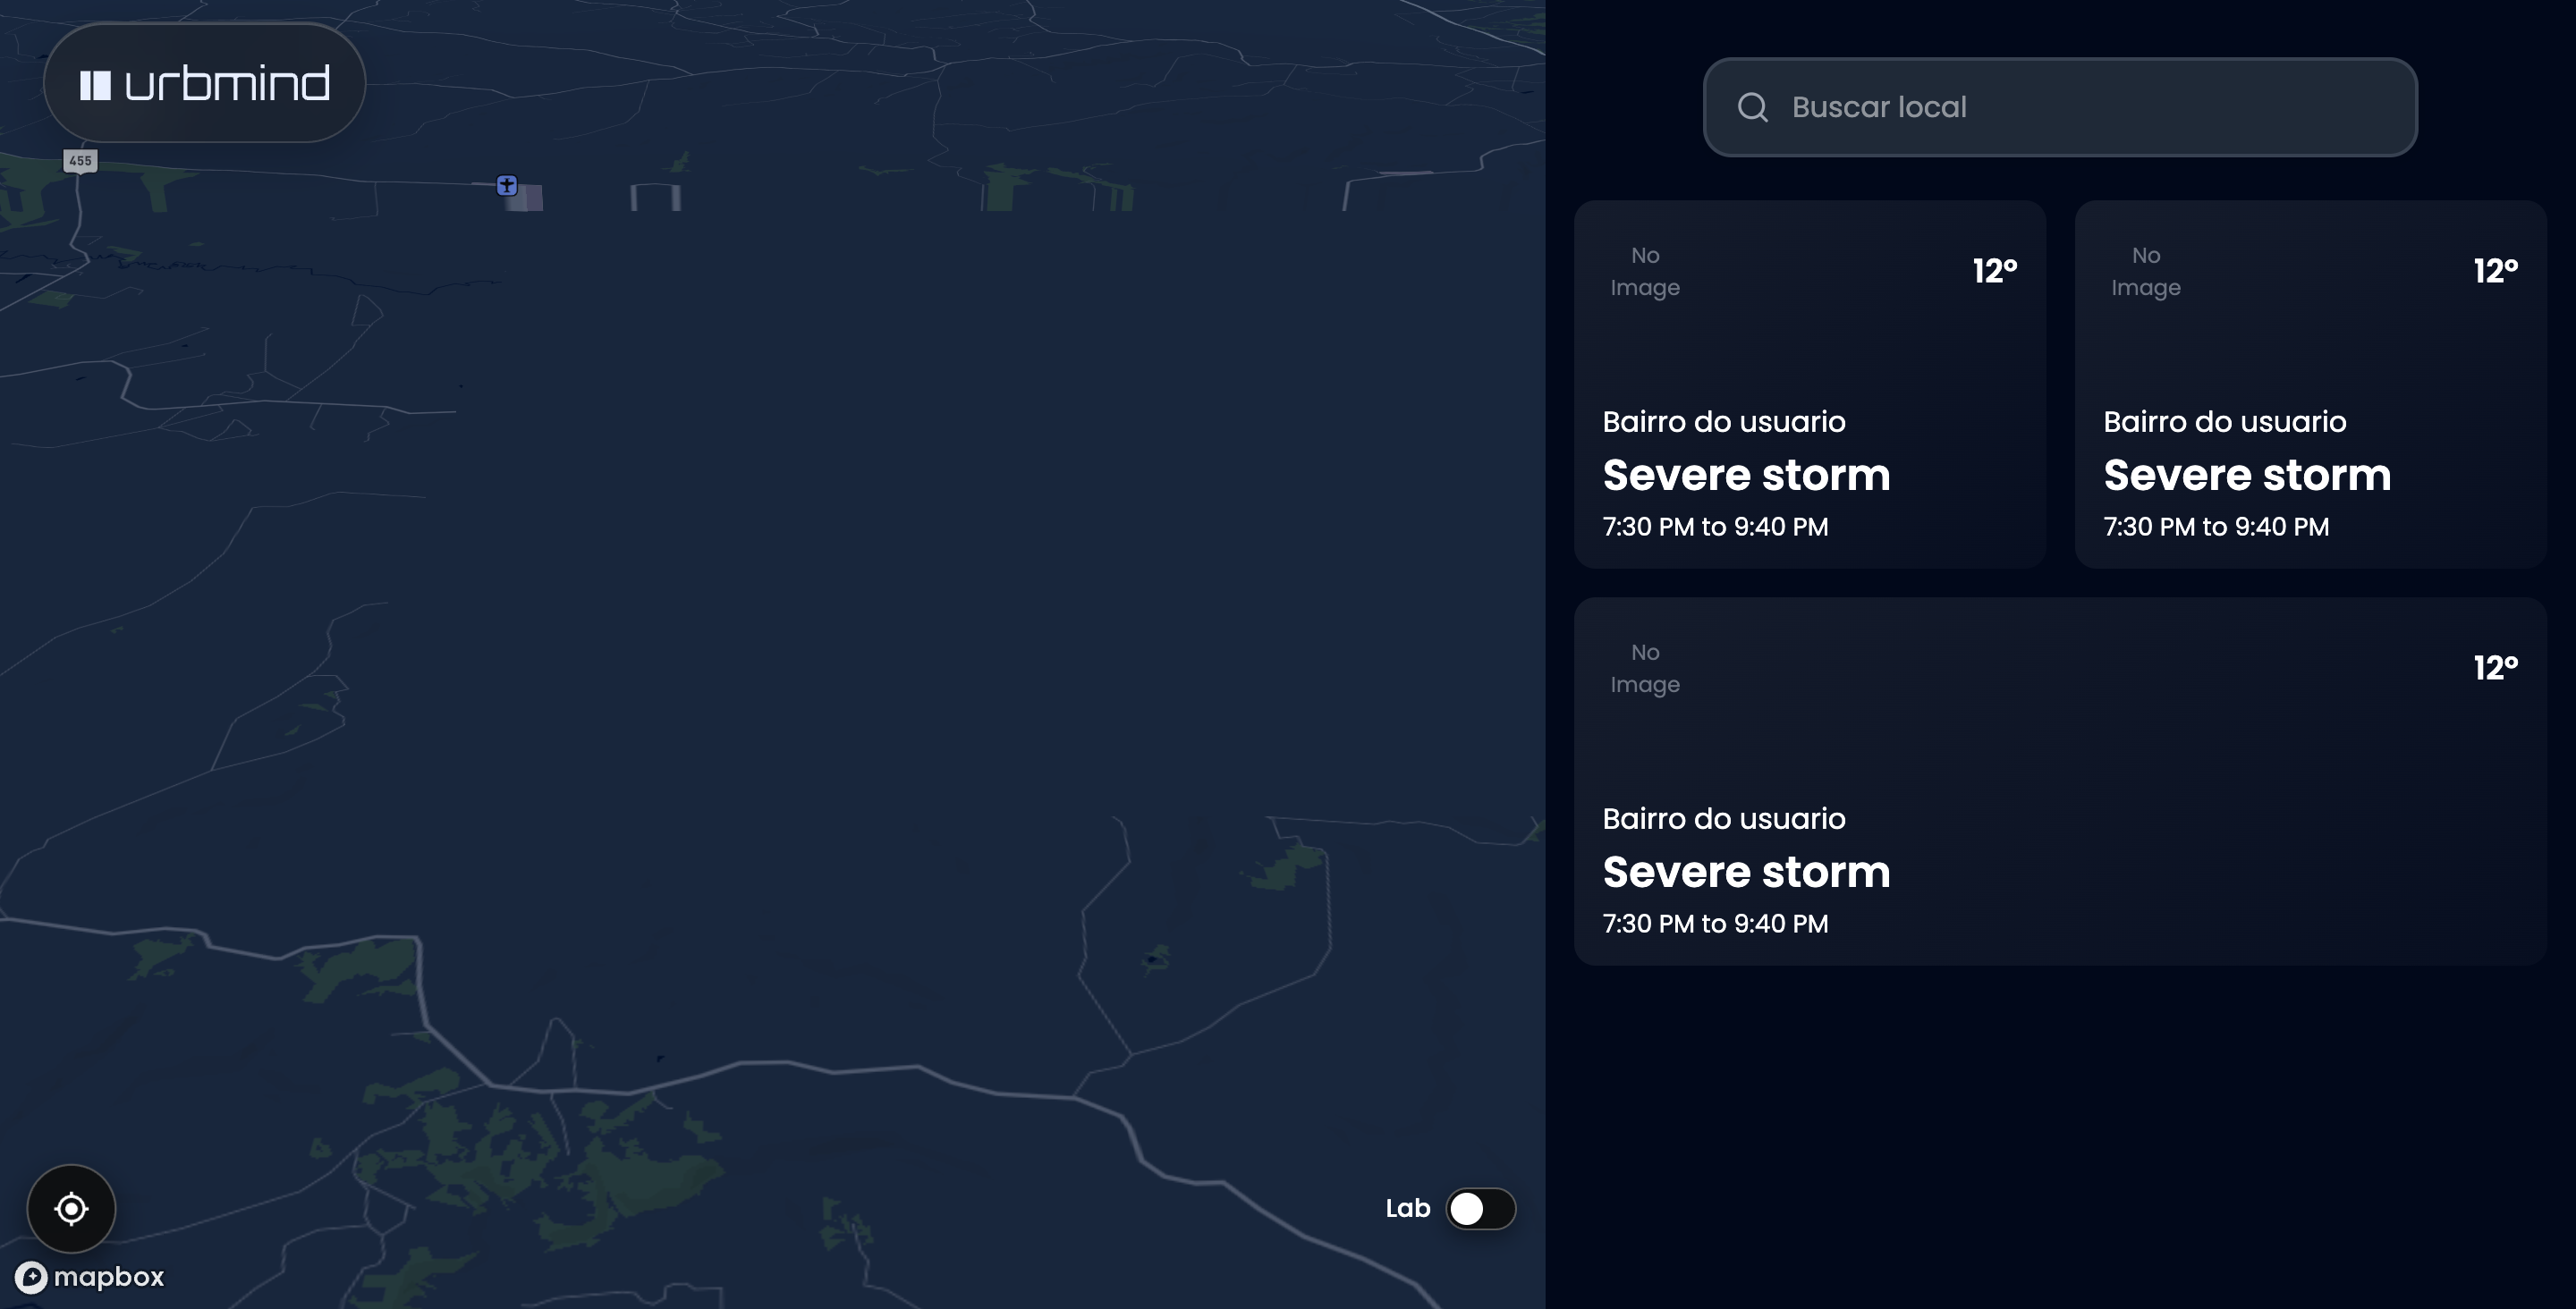 urbmind
455
Lab
mapbox
Buscar local
No
Image
12°
Bairro do usuario
Severe storm
7:30 PM to 9:40 PM
No
Image
12°
Bairro do usuario
Severe storm
7:30 PM to 9:40 PM
No
Image
12°
Bairro do usuario
Severe storm
7:30 PM to 9:40 PM